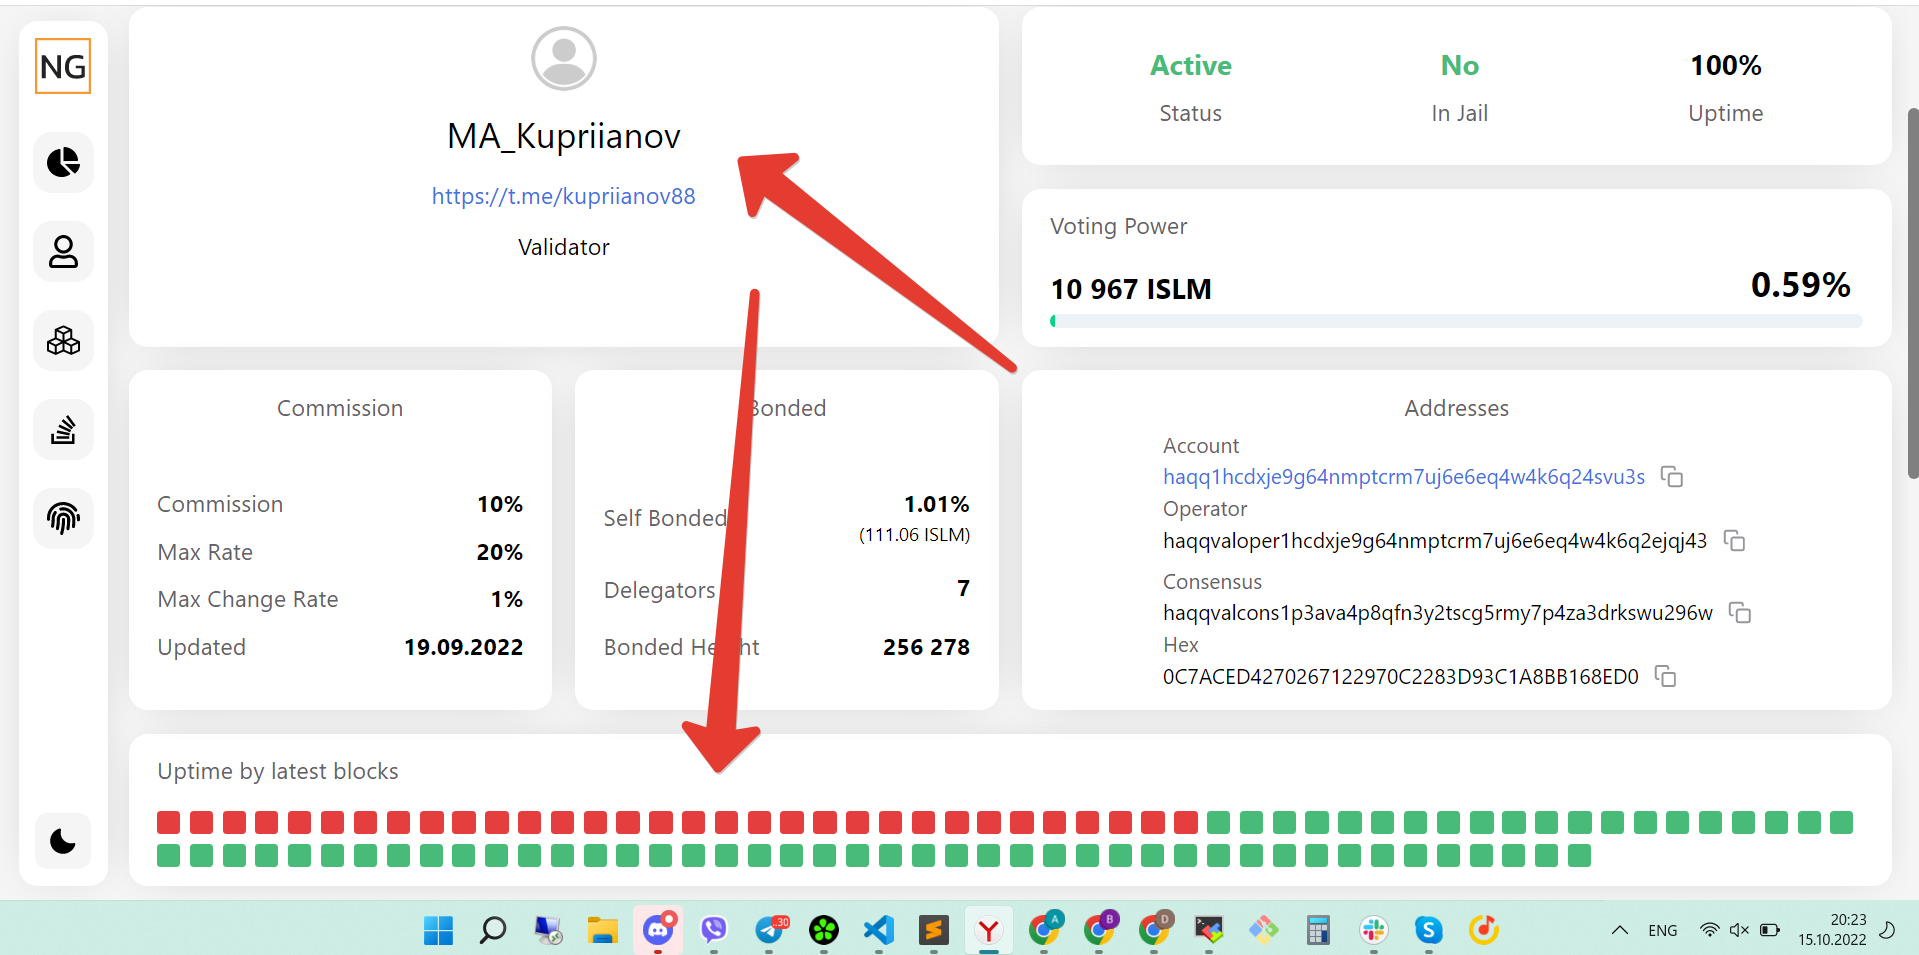 NG
MA_Kupriianov
https://t.me/kupriianov88
Validator
Active
Status
No
In Jail
100%
Uptime
Voting Power
10 967 ISLM
0.59%
Commission
Commission 10%
Max Rate 20%
Max Change Rate 1%
Updated 19.09.2022
Bonded
Self Bonded 1.01%
(111.06 ISLM)
Delegators 7
Bonded Height 256 278
Addresses
Account
haqq1hcdxje9g64nmptcrm7uj6e6eq4w4k6q24svu3s
Operator
haqqvaloper1hcdxje9g64nmptcrm7uj6e6eq4w4k6q2ejqj43
Consensus
haqqvalcons1p3ava4p8qfn3y2tscg5rmy7p4za3drkswu296w
Hex
0C7ACED4270267122970C2283D93C1A8BB168ED0
Uptime by latest blocks
30
A
B
D
ENG
20:23
15.10.2022